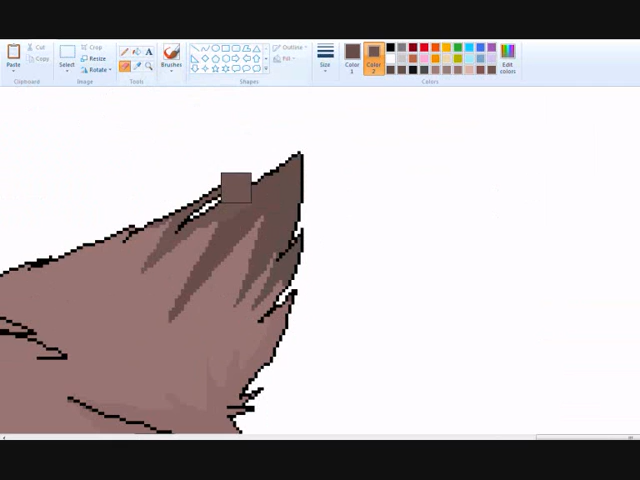 Cut
Copy
Paste
Clipboard
Crop
Resize
Rotate
Select
Image
A
Tools
Brushes
Outline
Fill
Shapes
Size
Color 1
Color 2
Edit colors
Colors